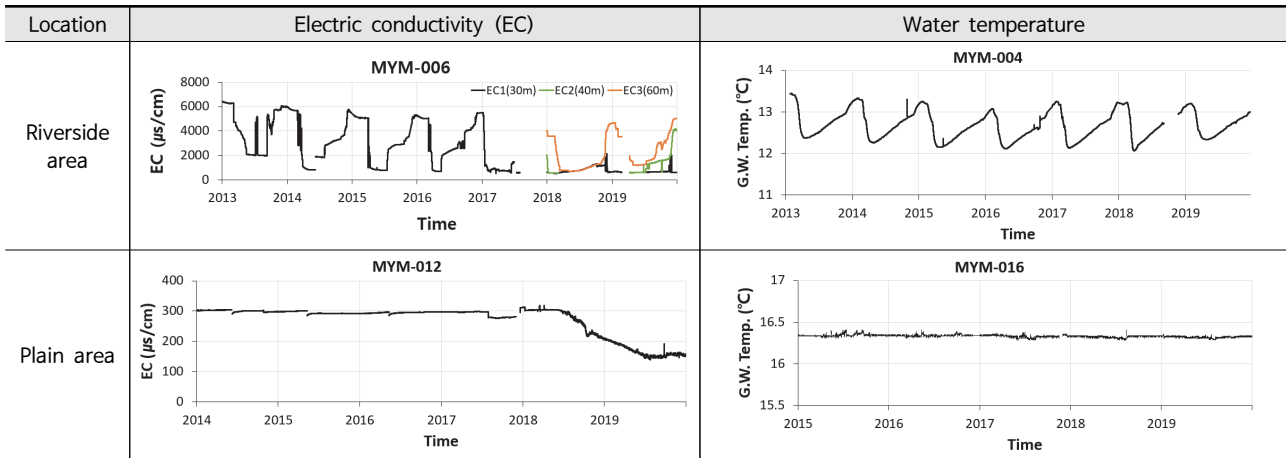 Location Electric conductivity (EC) Water temperature
Riverside area
MYM-006
EC1(30m) EC2(40m) EC3(60m)
EC (µs/cm)
8000
6000
4000
2000
0
2013 2014 2015 2016 2017 2018 2019
Time
MYM-004
G.W. Temp. (℃)
14
13
12
11
2013 2014 2015 2016 2017 2018 2019
Time
Plain area
MYM-012
EC (µs/cm)
400
300
200
100
0
2014 2015 2016 2017 2018 2019
Time
MYM-016
G.W. Temp. (℃)
17
16.5
16
15.5
2015 2016 2017 2018 2019
Time